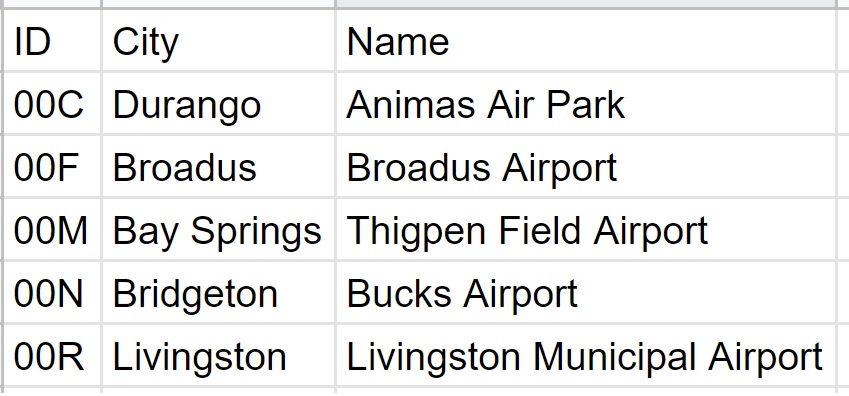 ID City Name
00C Durango Animas Air Park
00F Broadus Broadus Airport
00M Bay Springs Thigpen Field Airport
00N Bridgeton Bucks Airport
00R Livingston Livingston Municipal Airport